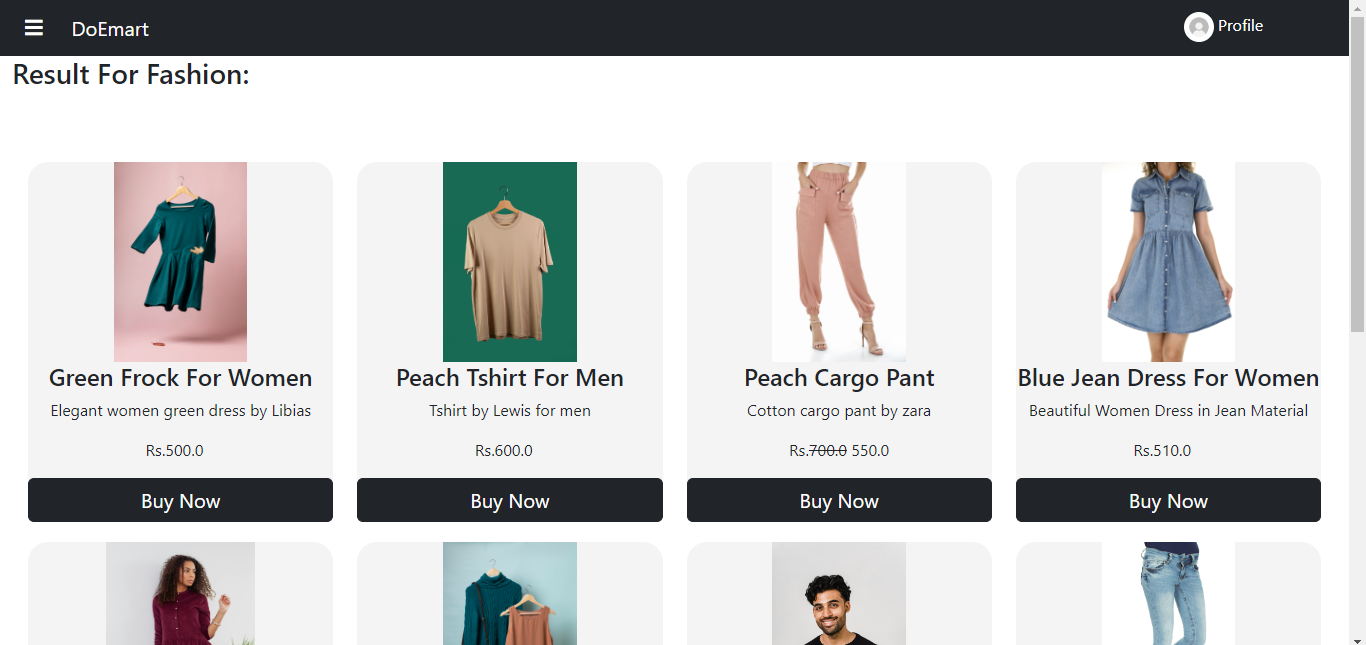 DoEmart
Profile
Result For Fashion:
Green Frock For Women
Elegant women green dress by Libias
Rs.500.0
Buy Now
Peach Tshirt For Men
Tshirt by Lewis for men
Rs.600.0
Buy Now
Peach Cargo Pant
Cotton cargo pant by zara
Rs.700.0 550.0
Buy Now
Blue Jean Dress For Women
Beautiful Women Dress in Jean Material
Rs.510.0
Buy Now